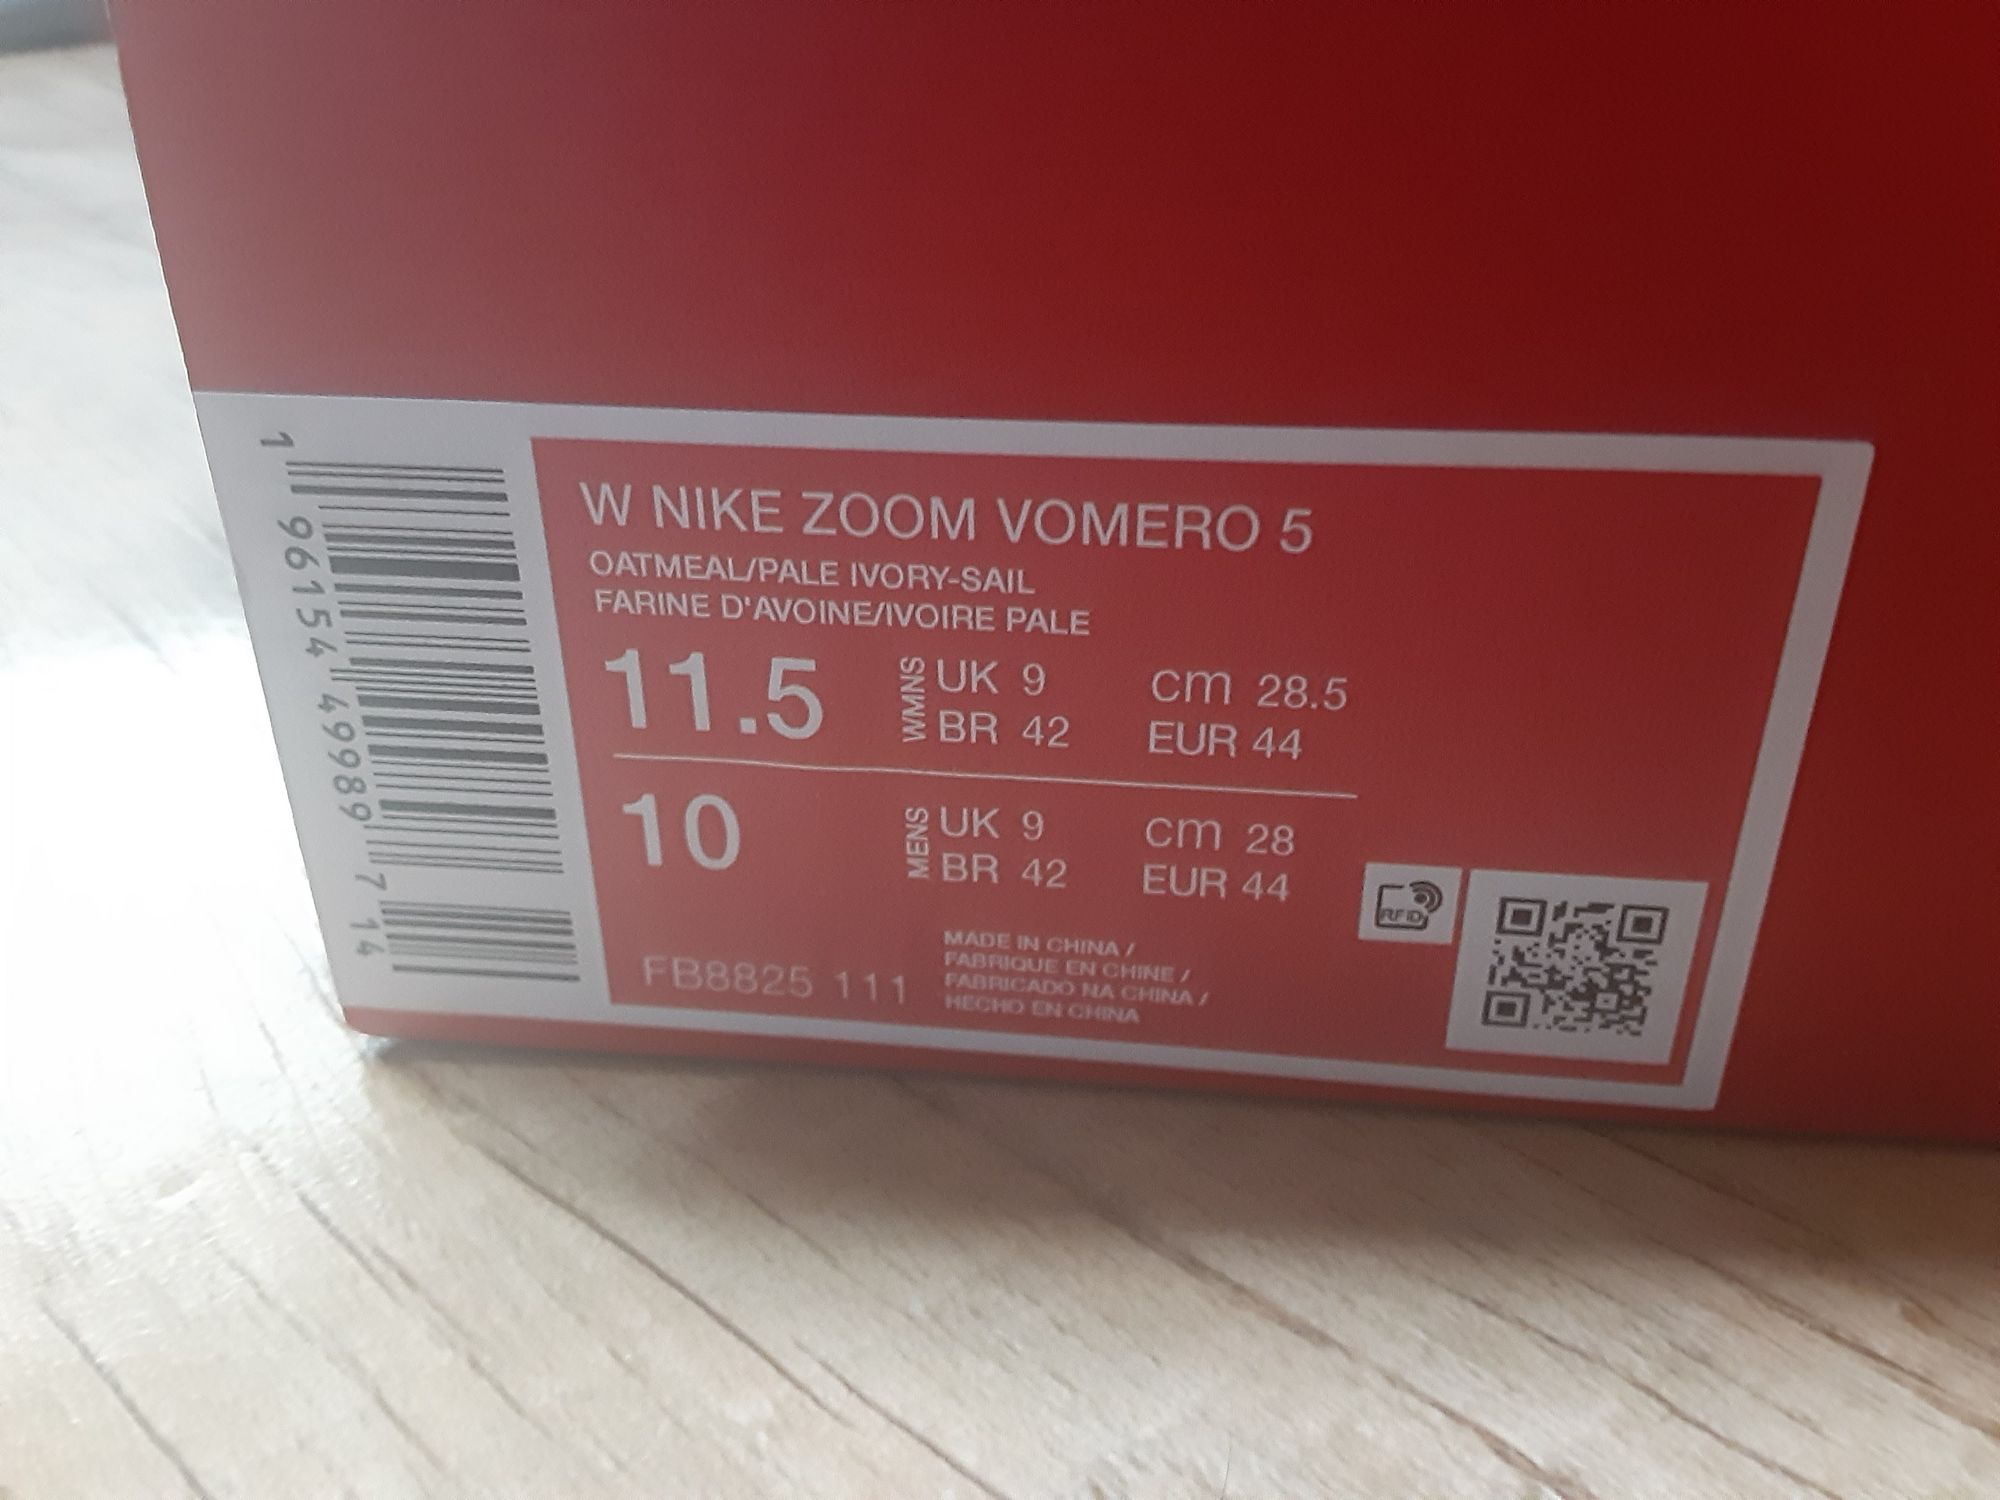 W NIKE ZOOM VOMERO 5
OATMEAL/PALE IVORY-SAIL
FARINE D'AVOINE/IVOIRE PALE
11.5 WMNS UK 9 cm 28.5
BR 42 EUR 44
10 MENS UK 9 cm 28
BR 42 EUR 44
FB8825 111
MADE IN CHINA /
FABRIQUE EN CHINE /
FABRICADO NA CHINA /
HECHO EN CHINA
RFID
1 96154 49989 7 14